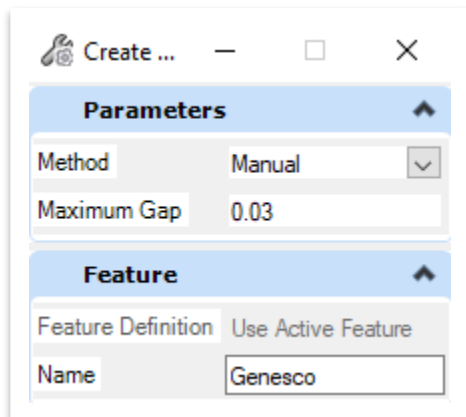 Create ...
Parameters
Method Manual
Maximum Gap 0.03
Feature
Feature Definition Use Active Feature
Name Genesco